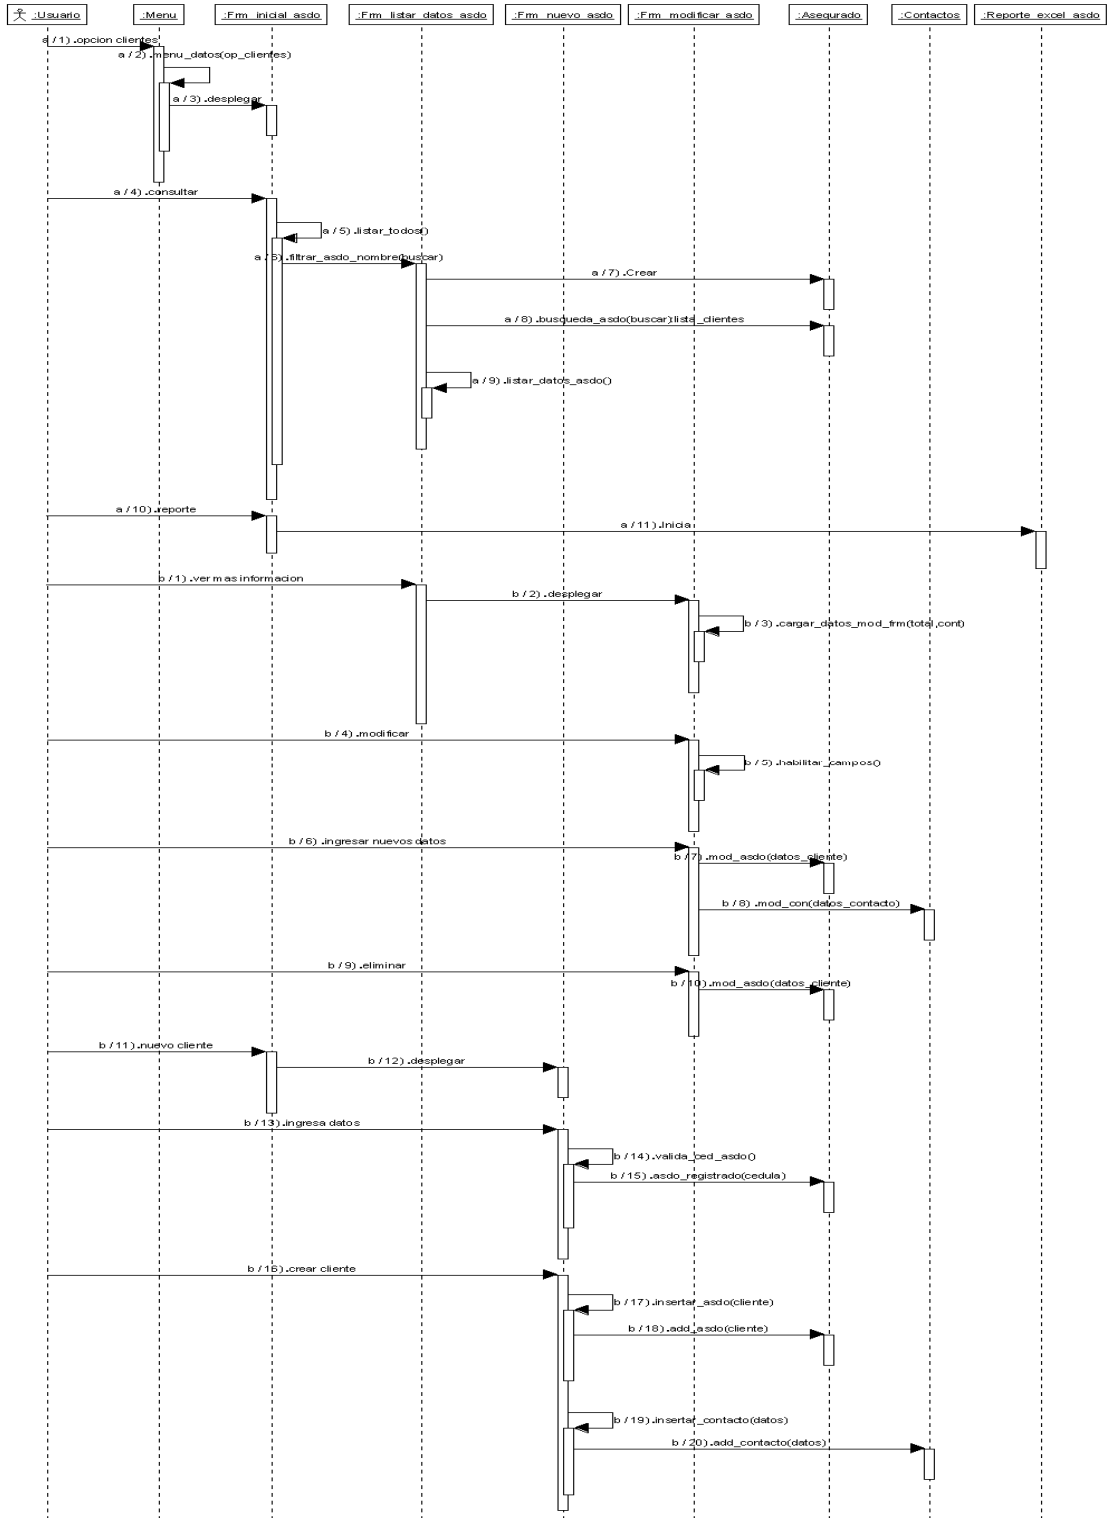 :Usuario
:Menu
:Frm_inicial_asdo
:Frm_listar_datos_asdo
:Frm_nuevo_asdo
:Frm_modificar_asdo
:Asegurado
:Contactos
:Reporte_excel_asdo
a / 1) .opcion clientes
a / 2) .menu_datos(op_clientes)
a / 3) .desplegar
a / 4) .consultar
a / 5) .listar_todos()
a / 6) .filtrar_asdo_nombre(buscar)
a / 7) .Crear
a / 8) .busqueda_asdo(buscar):lista_clientes
a / 9) .listar_datos_asdo()
a / 10) .reporte
a / 11) .Inicia
b / 1) .ver mas informacion
b / 2) .desplegar
b / 3) .cargar_datos_mod_frm(total,cont)
b / 4) .modificar
b / 5) .habilitar_campos()
b / 6) .ingresar nuevos datos
b / 7) .mod_asdo(datos_cliente)
b / 8) .mod_con(datos_contacto)
b / 9) .eliminar
b / 10) .mod_asdo(datos_cliente)
b / 11) .nuevo cliente
b / 12) .desplegar
b / 13) .ingresa datos
b / 14) .valida_ced_asdo()
b / 15) .asdo_registrado(cedula)
b / 16) .crear cliente
b / 17) .insertar_asdo(cliente)
b / 18) .add_asdo(cliente)
b / 19) .insertar_contacto(datos)
b / 20) .add_contacto(datos)